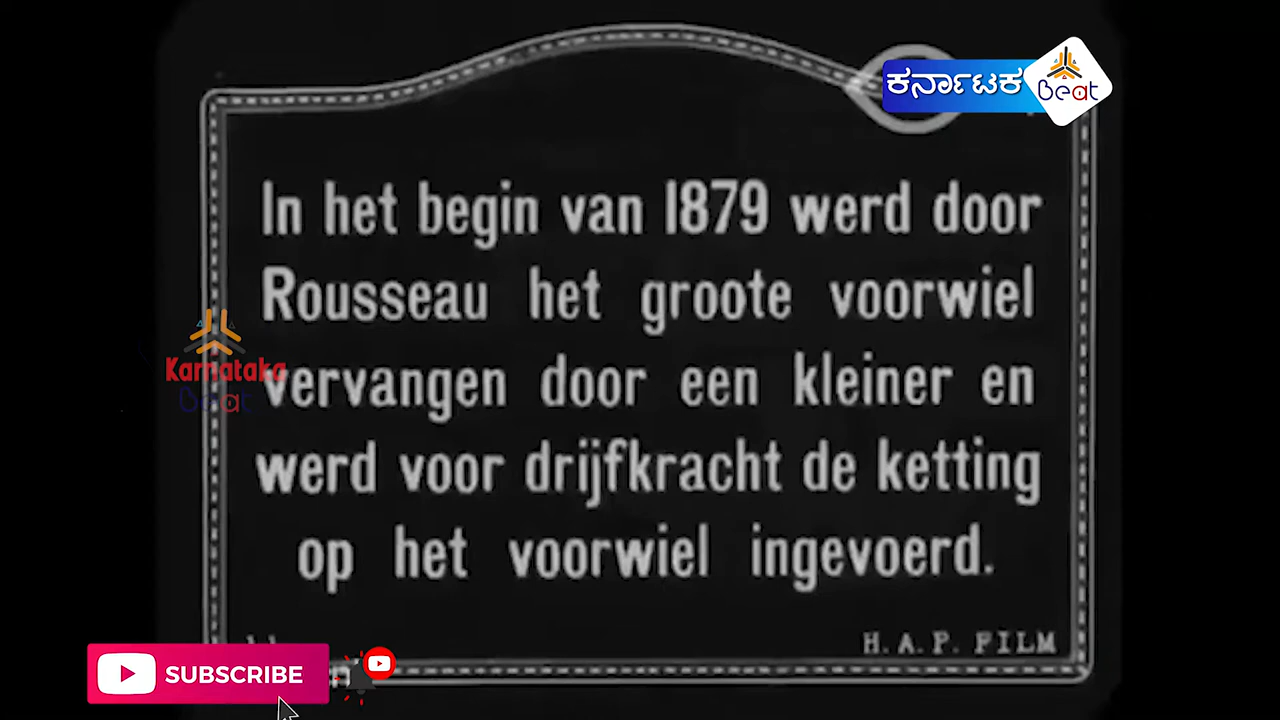 ಕರ್ನಾಟಕ
Beat
In het begin van 1879 werd door
Rousseau het groote voorwiel
vervangen door een kleiner en
werd voor drijfkracht de ketting
op het voorwiel ingevoerd.
Karnataka
Beat
H.A.P. FILM
SUBSCRIBE